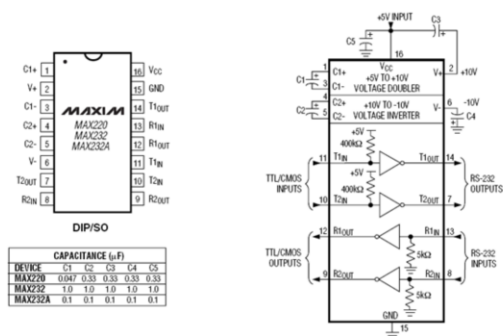 C1+ 1
V+ 2
C1- 3
C2+ 4
C2- 5
V- 6
T2OUT 7
R2IN 8
16 VCC
15 GND
14 T1OUT
13 R1IN
12 R1OUT
11 T1IN
10 T2IN
9 R2OUT
MAXIM
MAX220
MAX232
MAX232A
DIP/SO
CAPACITANCE (µF)
DEVICE C1 C2 C3 C4 C5
MAX220 0.047 0.33 0.33 0.33 0.33
MAX232 1.0 1.0 1.0 1.0 1.0
MAX232A 0.1 0.1 0.1 0.1 0.1
+5V INPUT
C3
C5
16
VCC
1 C1+
C1
3 C1-
+5V TO +10V
VOLTAGE DOUBLER
V+ 2
+10V
4 C2+
C2
5 C2-
+10V TO -10V
VOLTAGE INVERTER
V- 6
-10V
C4
+5V
400kΩ
11 T1IN
T1OUT 14
TTL/CMOS
INPUTS
RS-232
OUTPUTS
+5V
400kΩ
10 T2IN
T2OUT 7
12 R1OUT
R1IN 13
5kΩ
TTL/CMOS
OUTPUTS
RS-232
INPUTS
9 R2OUT
R2IN 8
5kΩ
GND
15